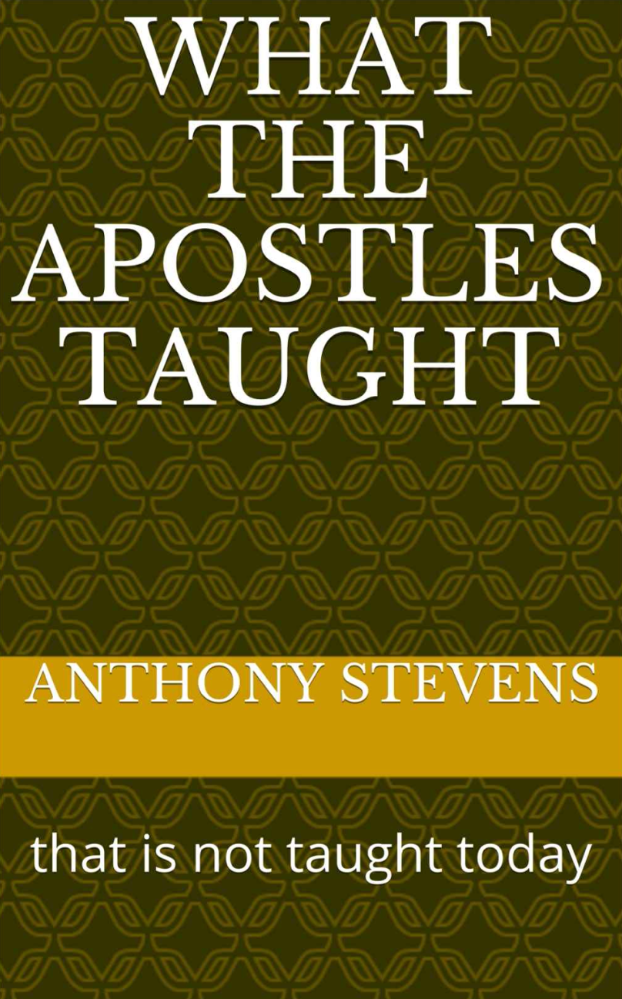 WHAT
THE
APOSTLES
TAUGHT
ANTHONY STEVENS
that is not taught today